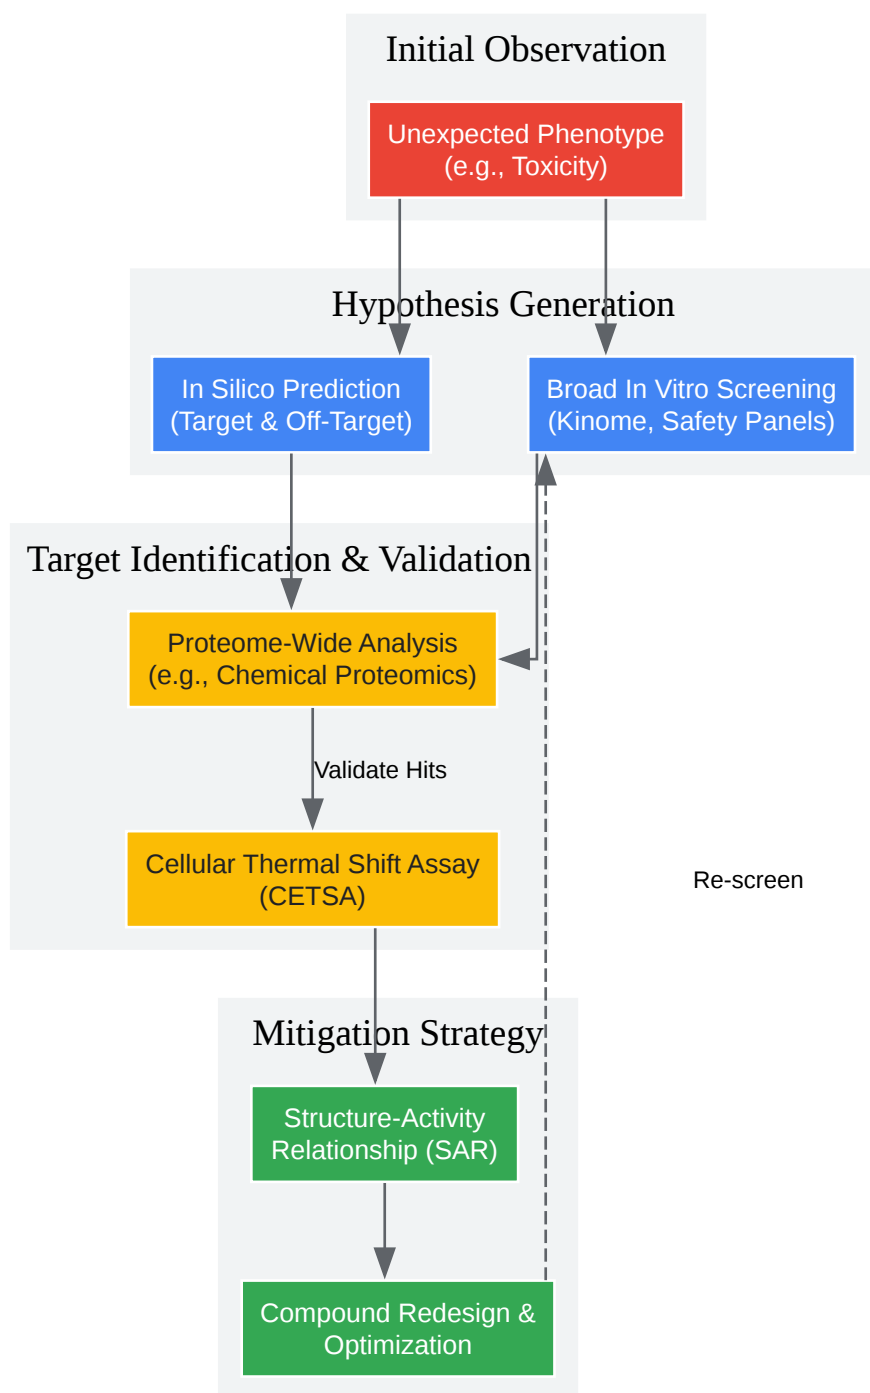 Initial Observation
Unexpected Phenotype
(e.g., Toxicity)
Hypothesis Generation
In Silico Prediction
(Target & Off-Target)
Broad In Vitro Screening
(Kinome, Safety Panels)
Target Identification & Validation
Proteome-Wide Analysis
(e.g., Chemical Proteomics)
Validate Hits
Cellular Thermal Shift Assay
(CETSA)
Re-screen
Mitigation Strategy
Structure-Activity
Relationship (SAR)
Compound Redesign &
Optimization